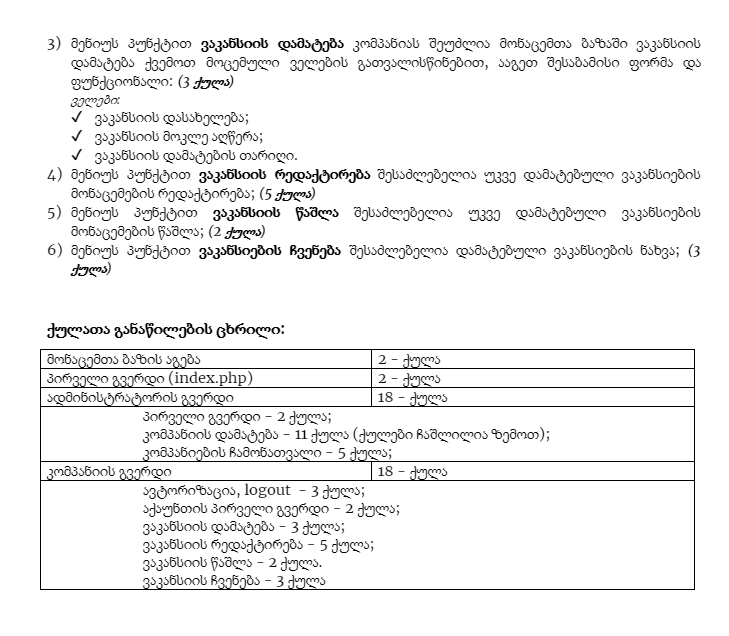 3) მენიუს პუნქტით ვაკანსიის დამატება კომპანიას შეუძლია მონაცემთა ბაზაში ვაკანსიის
დამატება ქვემოთ მოცემული ველების გათვალისწინებით, ააგეთ შესაბამისი ფორმა და
ფუნქციონალი: (3 ქულა)
ველები:
✓ ვაკანსიის დასახელება;
✓ ვაკანსიის მოკლე აღწერა;
✓ ვაკანსიის დამატების თარიღი.
4) მენიუს პუნქტით ვაკანსიის რედაქტირება შესაძლებელია უკვე დამატებული ვაკანსიების
მონაცემების რედაქტირება; (5 ქულა)
5) მენიუს პუნქტით ვაკანსიის წაშლა შესაძლებელია უკვე დამატებული ვაკანსიების
მონაცემების წაშლა; (2 ქულა)
6) მენიუს პუნქტით ვაკანსიების ჩვენება შესაძლებელია დამატებული ვაკანსიების ნახვა; (3
ქულა)
ქულათა განაწილების ცხრილი:
მონაცემთა ბაზის აგება 2 - ქულა
პირველი გვერდი (index.php) 2 - ქულა
ადმინისტრატორის გვერდი 18 - ქულა
პირველი გვერდი - 2 ქულა;
კომპანიის დამატება - 11 ქულა (ქულები ჩაშლილია ზემოთ);
კომპანიების ჩამონათვალი - 5 ქულა;
კომპანიის გვერდი 18 - ქულა
ავტორიზაცია, logout - 3 ქულა;
აქაუნთის პირველი გვერდი - 2 ქულა;
ვაკანსიის დამატება - 3 ქულა;
ვაკანსიის რედაქტირება - 5 ქულა;
ვაკანსიის წაშლა - 2 ქულა.
ვაკანსიის ჩვენება - 3 ქულა